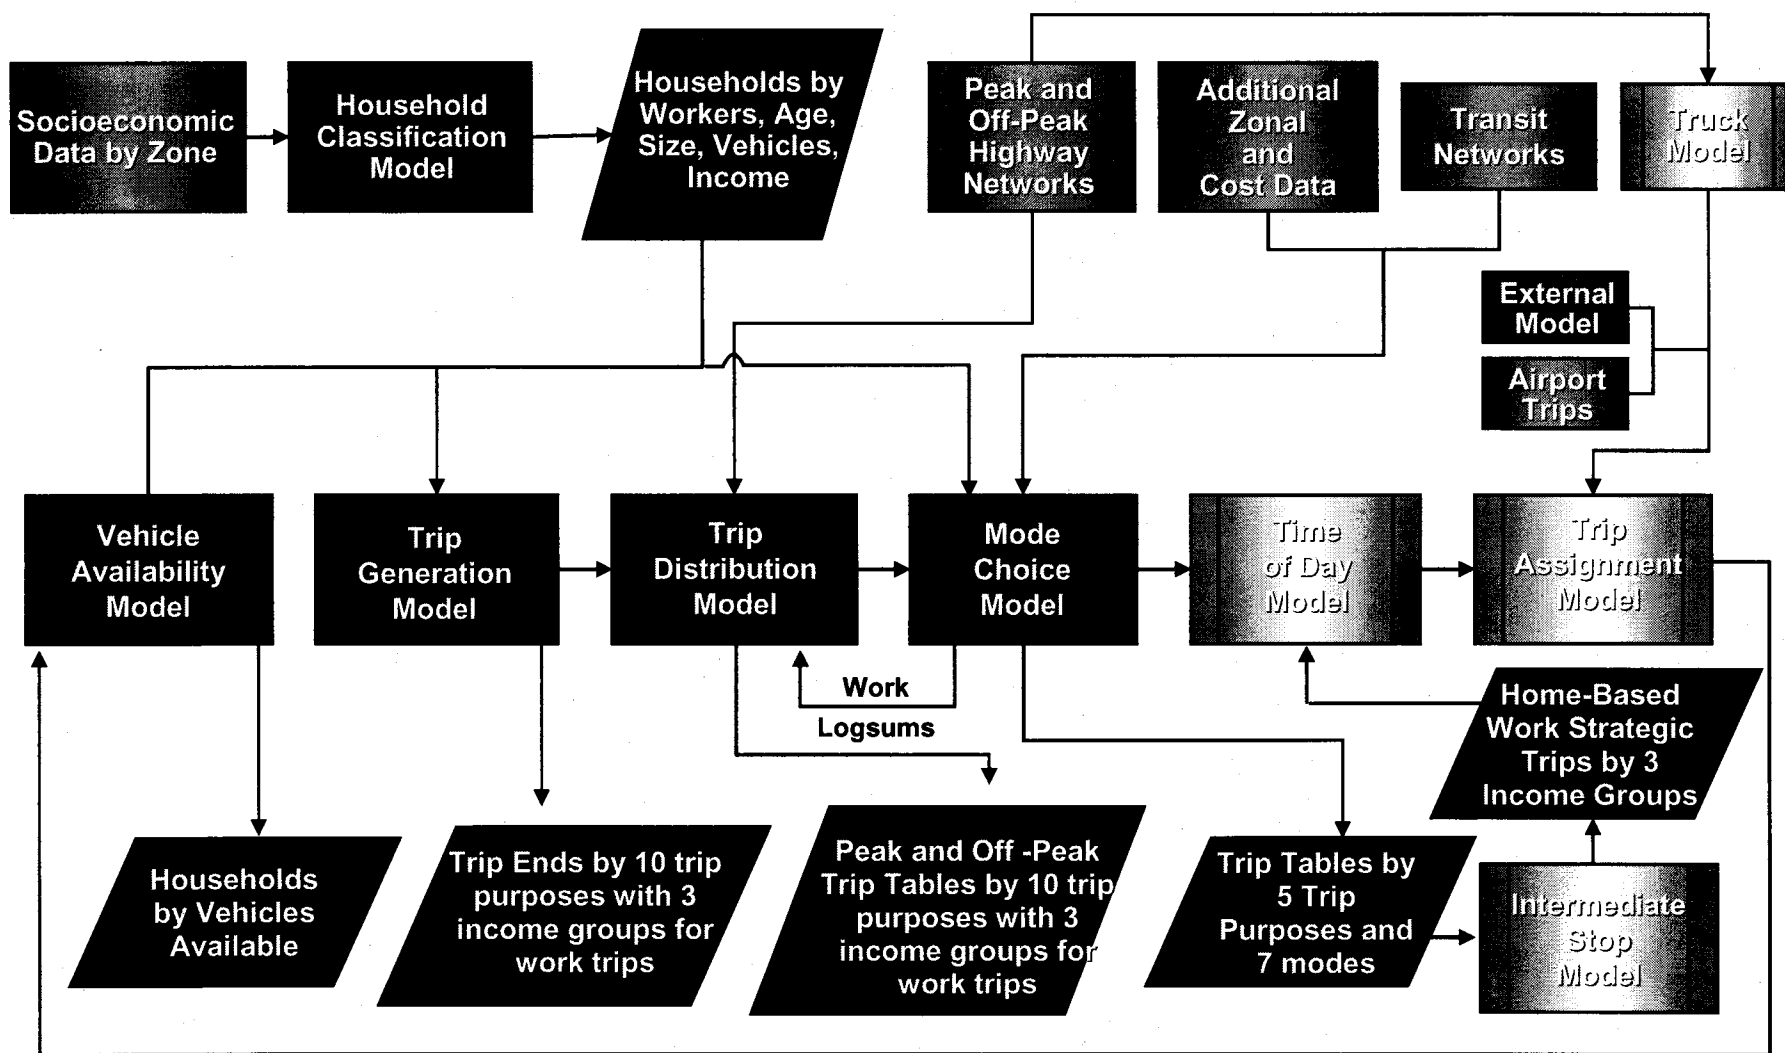 Socioeconomic
Data by Zone
Household
Classification
Model
Households by
Workers, Age,
Size, Vehicles,
Income
Peak and
Off-Peak
Highway
Networks
Additional
Zonal
and
Cost Data
Transit
Networks
Truck
Model
External
Model
Airport
Trips
Vehicle
Availability
Model
Trip
Generation
Model
Trip
Distribution
Model
Mode
Choice
Model
Time
of Day
Model
Trip
Assignment
Model
Work
Logsums
Home-Based
Work Strategic
Trips by 3
Income Groups
Households
by Vehicles
Available
Trip Ends by 10 trip
purposes with 3
income groups for
work trips
Peak and Off -Peak
Trip Tables by 10 trip
purposes with 3
income groups for
work trips
Trip Tables by
5 Trip
Purposes and
7 modes
Intermediate
Stop
Model